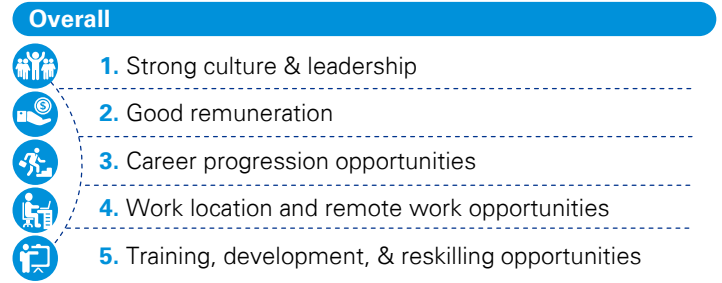 Overall
1. Strong culture & leadership
2. Good remuneration
3. Career progression opportunities
4. Work location and remote work opportunities
5. Training, development, & reskilling opportunities